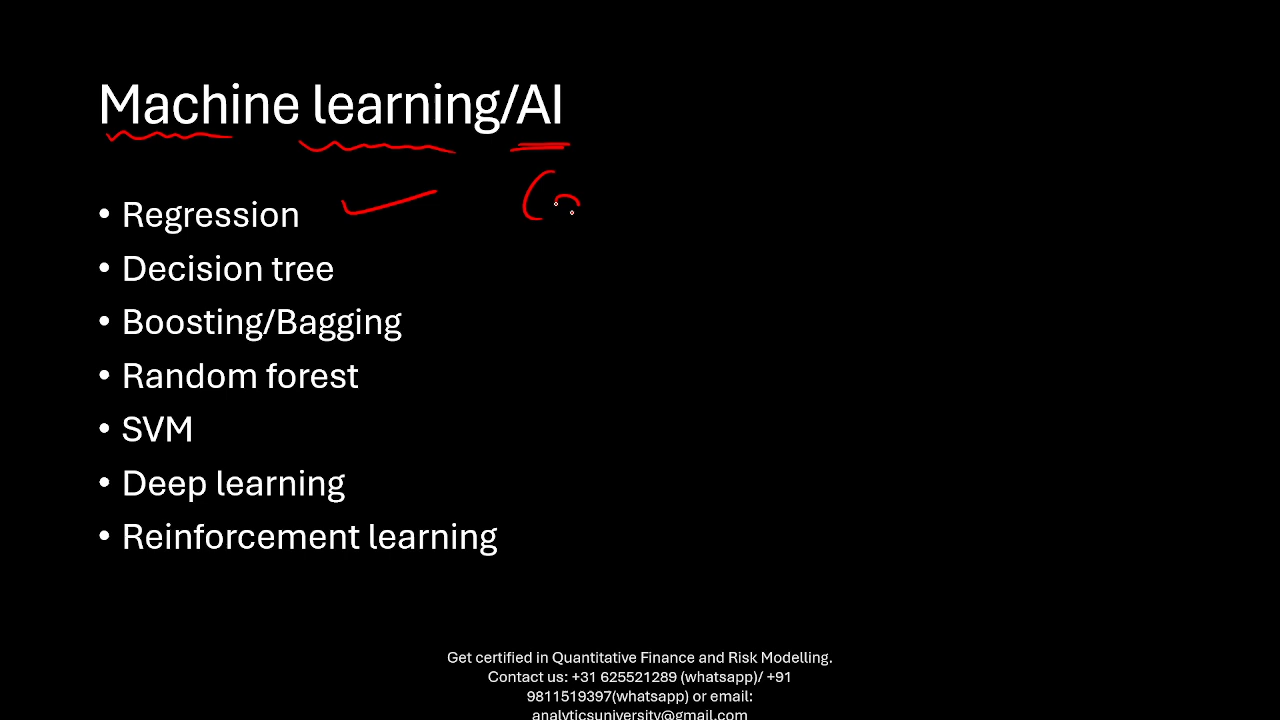 Machine learning/AI
• Regression
• Decision tree
• Boosting/Bagging
• Random forest
• SVM
• Deep learning
• Reinforcement learning
Get certified in Quantitative Finance and Risk Modelling.
Contact us: +31 625521289 (whatsapp)/ +91
9811519397(whatsapp) or email:
analyticsuniversity@gmail.com